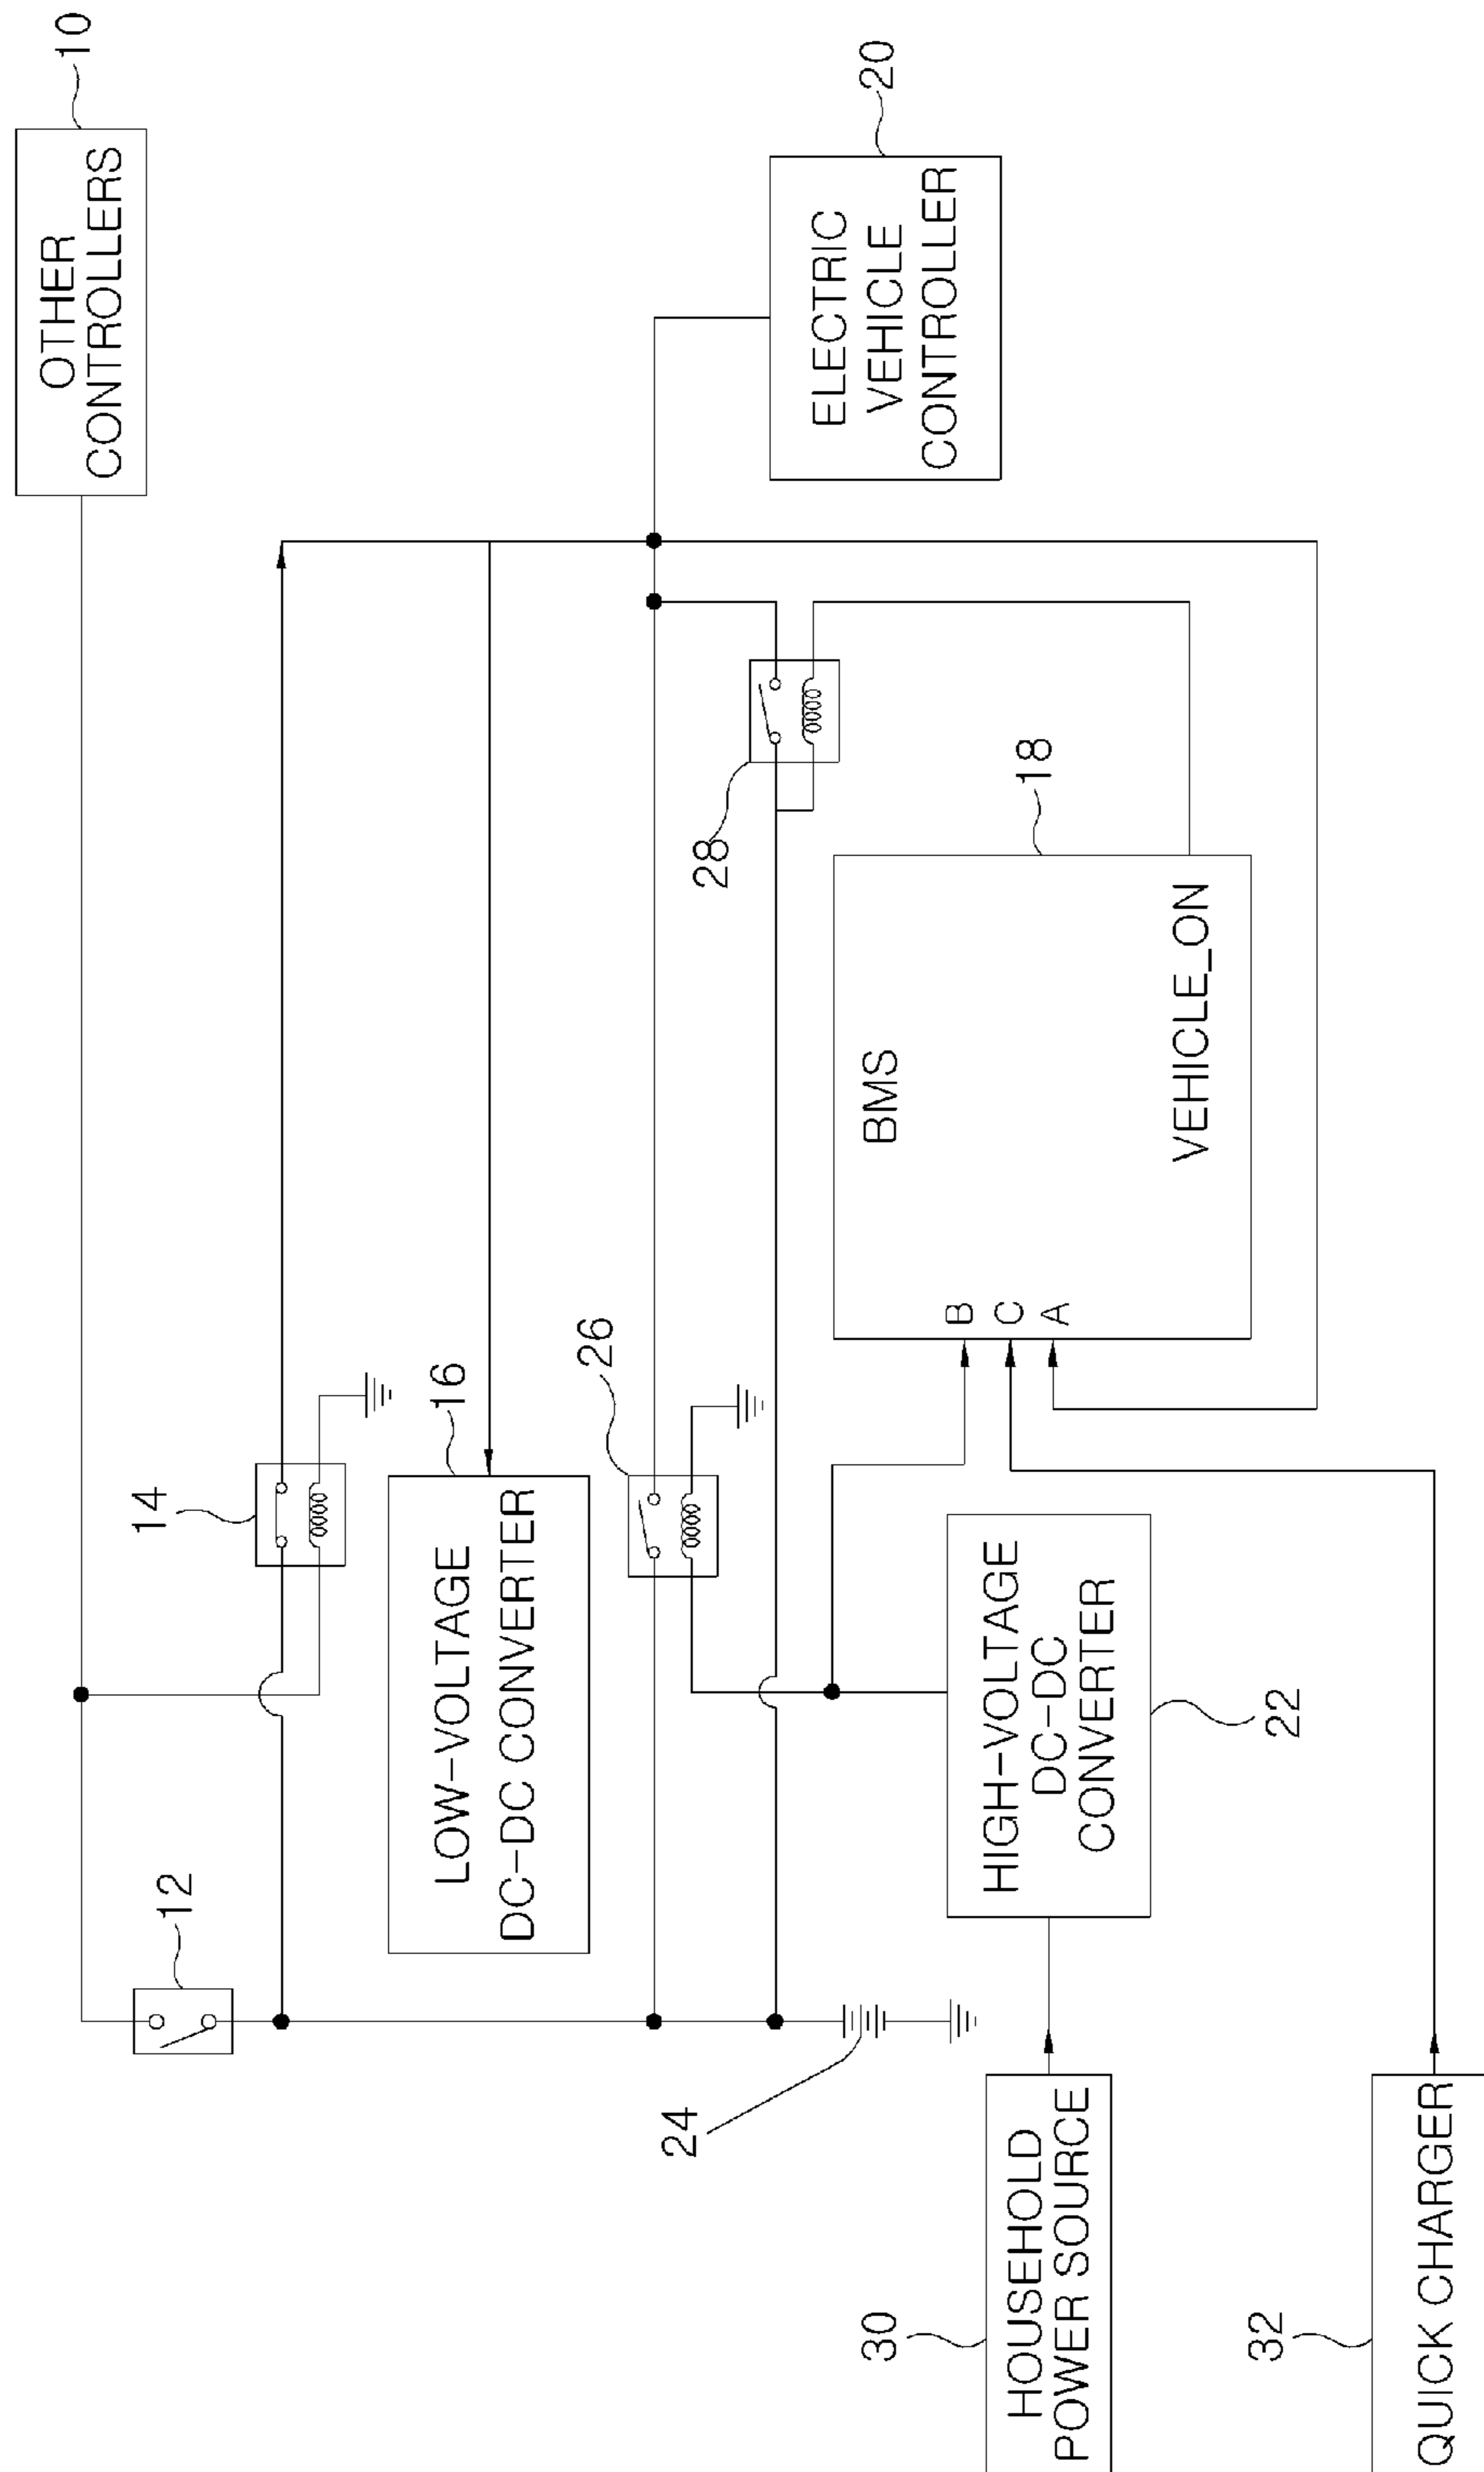 OTHER
CONTROLLERS
10
12
14
LOW-VOLTAGE
DC-DC CONVERTER
16
26
ELECTRIC
VEHICLE
CONTROLLER
20
28
24
BMS
18
B
C
A
VEHICLE_ON
HIGH-VOLTAGE
DC-DC
CONVERTER
22
30
HOUSEHOLD
POWER SOURCE
32
QUICK CHARGER